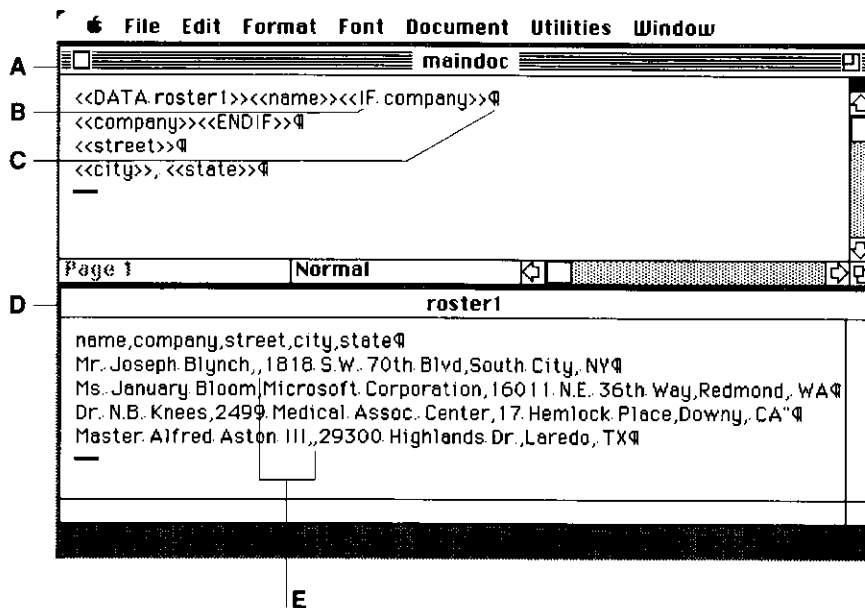 File Edit Format Font Document Utilities Window
A
maindoc
<<DATA roster1>><<name>><<IF company>>¶
B
<<company>><<ENDIF>>¶
<<street>>¶
C
<<city>>, <<state>>¶
Page 1 Normal
D
roster1
name,company,street,city,state¶
Mr. Joseph Blynch,,1818 S.W. 70th Blvd,South City, NY¶
Ms. January Bloom,Microsoft Corporation,16011 N.E. 36th Way,Redmond, WA¶
Dr. N.B. Knees,2499 Medical Assoc. Center,17 Hemlock Place,Downy, CA"¶
Master Alfred Aston III,,29300 Highlands Dr.,Laredo, TX¶
E